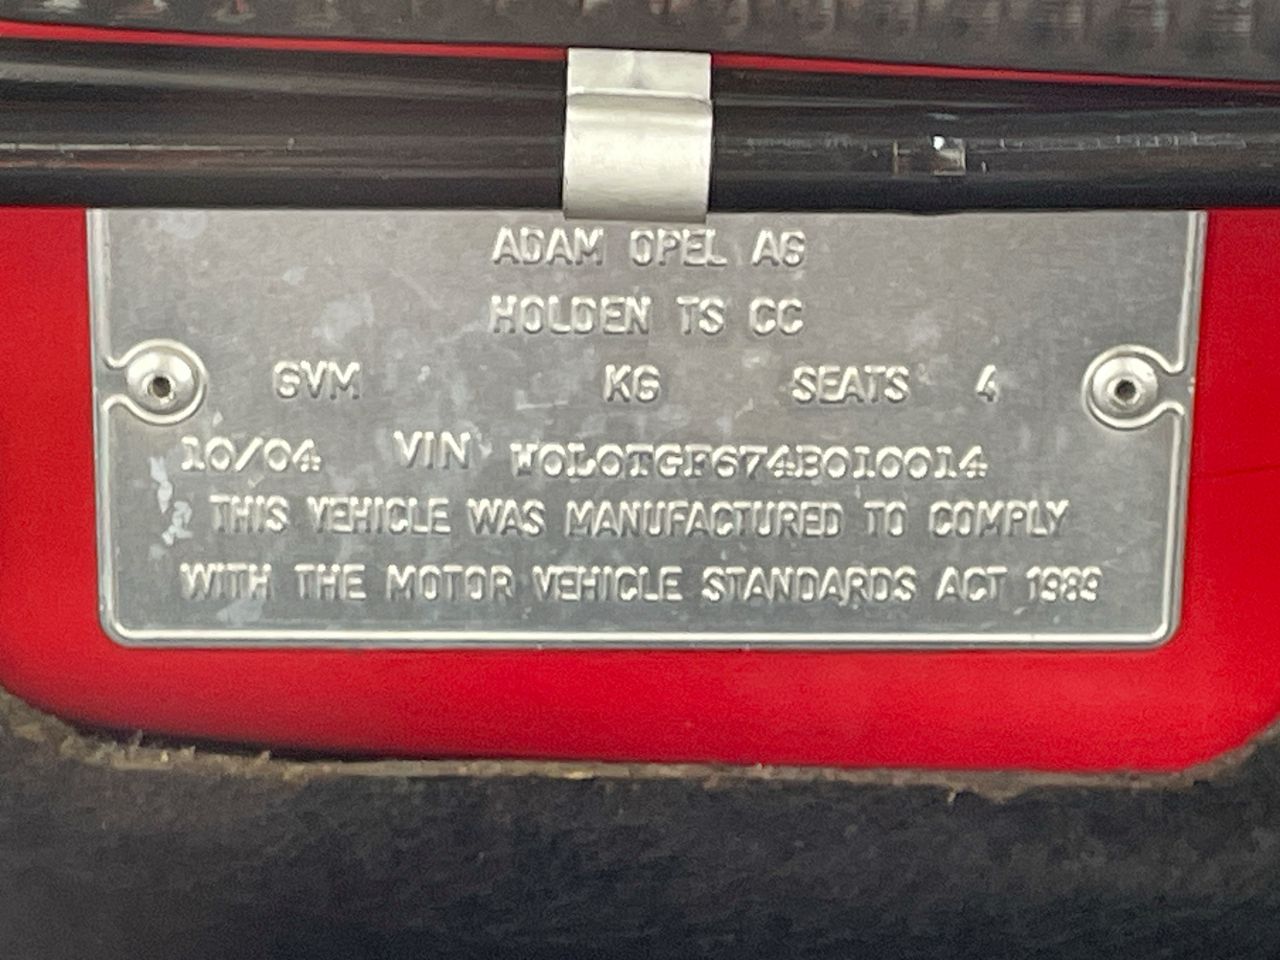 ADAM OPEL AG
HOLDEN TS CC
GVM KG SEATS 4
10/04 VIN W0L0TGF674B010014
THIS VEHICLE WAS MANUFACTURED TO COMPLY
WITH THE MOTOR VEHICLE STANDARDS ACT 1989